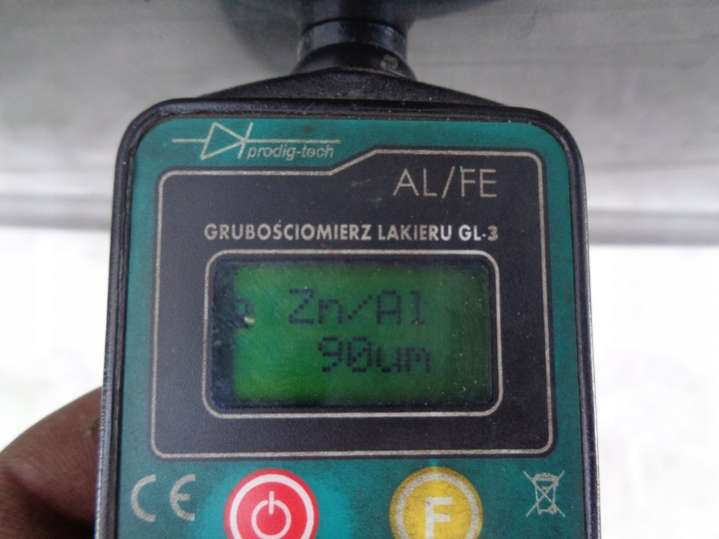 prodig-tech
AL/FE
GRUBOŚCIOMIERZ LAKIERU GL-3
Zn/Al
90um
CE
F